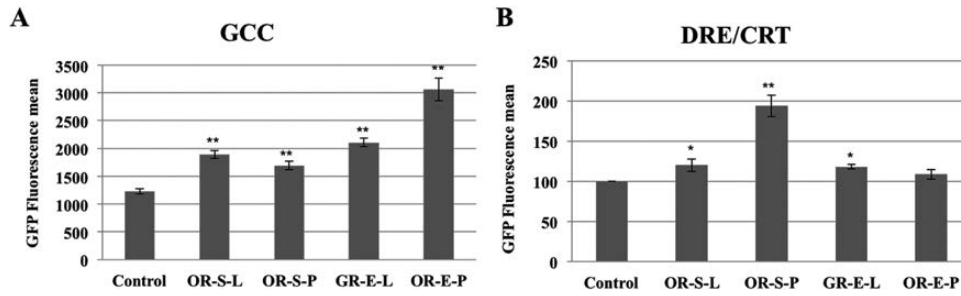 A
GCC
GFP Fluorescence mean
3500
3000
2500
2000
1500
1000
500
0
**
**
**
**
Control OR-S-L OR-S-P GR-E-L OR-E-P
B
DRE/CRT
GFP Fluorescence mean
250
200
150
100
50
0
*
**
*
Control OR-S-L OR-S-P GR-E-L OR-E-P